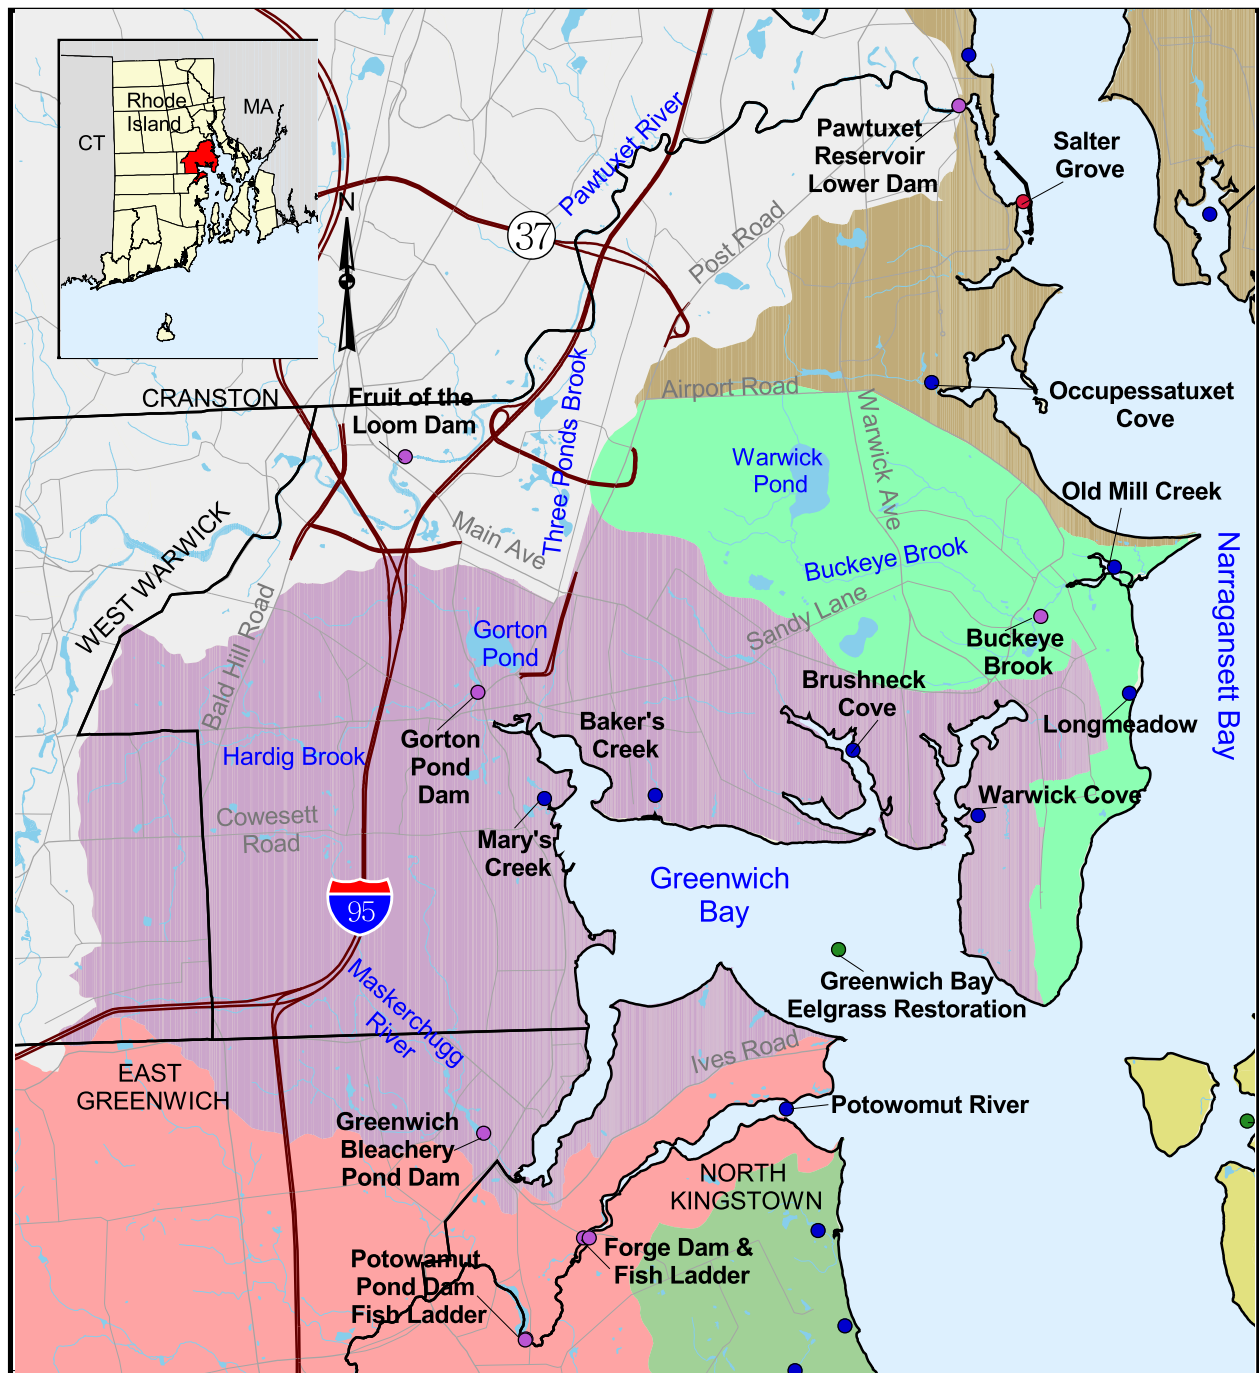 Rhode
Island
MA
CT
N
Pawtuxet River
37
Post Road
Pawtuxet
Reservoir
Lower Dam
Salter
Grove
CRANSTON
Fruit of the
Loom Dam
Three Ponds Brook
Airport Road
Warwick Ave
Occupessatuxet
Cove
Warwick
Pond
Old Mill Creek
Main Ave
Buckeye Brook
WEST WARWICK
Narragansett Bay
Bald Hill Road
Sandy Lane
Gorton
Pond
Buckeye
Brook
Brushneck
Cove
Longmeadow
Baker's
Creek
Gorton
Pond
Dam
Hardig Brook
Warwick Cove
Cowesett
Road
Mary's
Creek
Greenwich
Bay
95
Greenwich Bay
Eelgrass Restoration
Maskerchugg
River
Ives Road
EAST
GREENWICH
Potowomut River
Greenwich
Bleachery
Pond Dam
NORTH
KINGSTOWN
Forge Dam &
Fish Ladder
Potowamut
Pond Dam
Fish Ladder